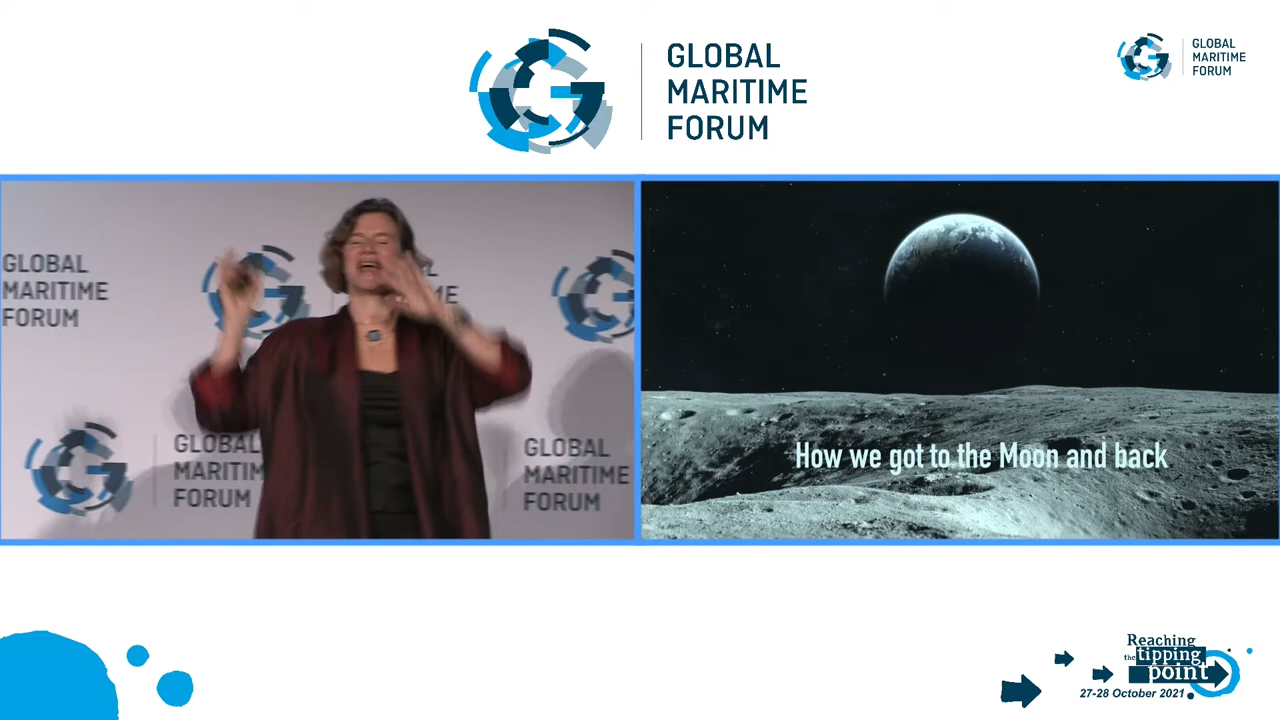 GLOBAL
MARITIME
FORUM
GLOBAL
MARITIME
FORUM
GLOBAL
MARITIME
FORUM
GLOBAL
MARITIM
FORUM
GLOBAL
MARITIME
FORUM
How we got to the Moon and back
Reaching
the tipping
point
27-28 October 2021